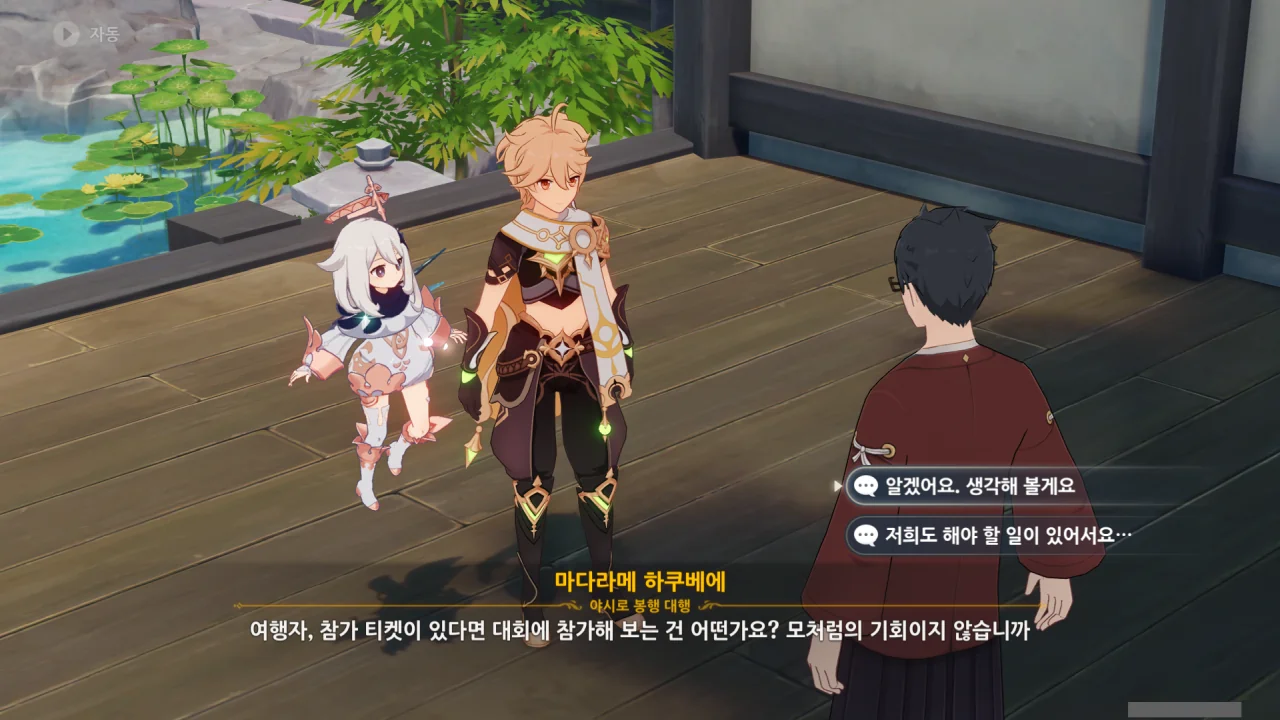 자동
알겠어요. 생각해 볼게요
저희도 해야 할 일이 있어서요…
마다라메 하쿠베에
야시로 봉행 대행
여행자, 참가 티켓이 있다면 대회에 참가해 보는 건 어떤가요? 모처럼의 기회이지 않습니까